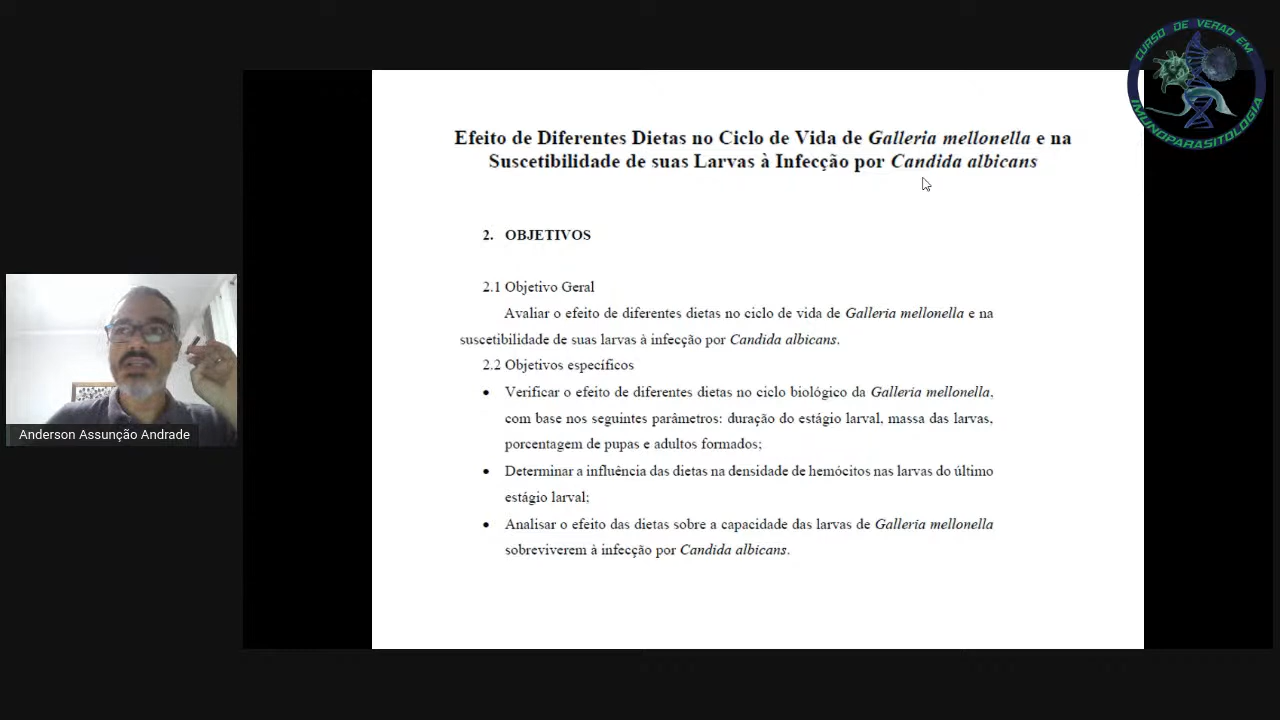 CURSO DE VERÃO EM
IMUNOPARASITOLOGIA
Efeito de Diferentes Dietas no Ciclo de Vida de Galleria mellonella e na
Suscetibilidade de suas Larvas à Infecção por Candida albicans
2. OBJETIVOS
2.1 Objetivo Geral
Avaliar o efeito de diferentes dietas no ciclo de vida de Galleria mellonella e na
suscetibilidade de suas larvas à infecção por Candida albicans.
2.2 Objetivos específicos
• Verificar o efeito de diferentes dietas no ciclo biológico da Galleria mellonella,
com base nos seguintes parâmetros: duração do estágio larval, massa das larvas,
porcentagem de pupas e adultos formados;
• Determinar a influência das dietas na densidade de hemócitos nas larvas do último
estágio larval;
• Analisar o efeito das dietas sobre a capacidade das larvas de Galleria mellonella
sobreviverem à infecção por Candida albicans.
Anderson Assunção Andrade